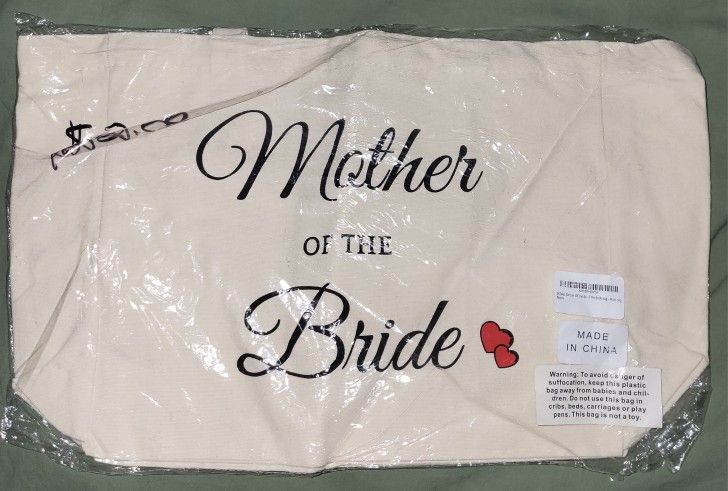 Mother
OF THE
Bride
MADE
IN CHINA
Warning: To avoid danger of
suffocation, keep this plastic
bag away from babies and chil-
dren. Do not use this bag in
cribs, beds, carriages or play
pens. This bag is not a toy.